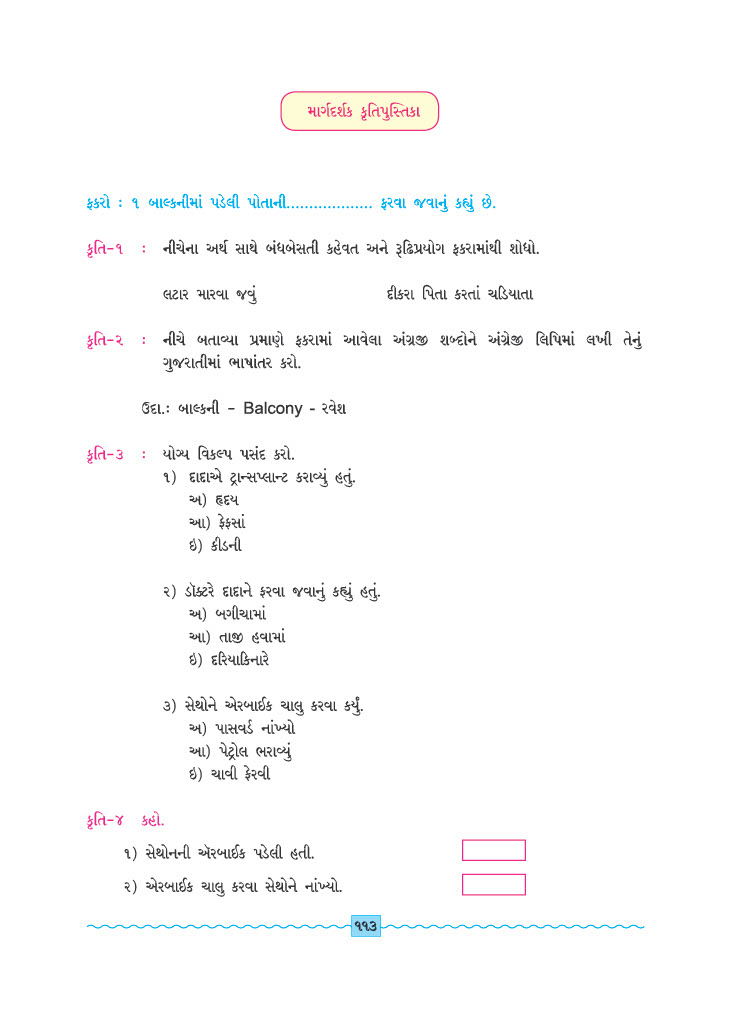 માર્ગદર્શક કૃતિપુસ્તિકા
ફકરો : ૧ બાલ્કનીમાં પડેલી પોતાની................... ફરવા જવાનું કહ્યું છે.
કૃતિ-૧ : નીચેના અર્થ સાથે બંધબેસતી કહેવત અને રૂઢિપ્રયોગ ફકરામાંથી શોધો.
લટાર મારવા જવું દીકરા પિતા કરતાં ચડિયાતા
કૃતિ-૨ : નીચે બતાવ્યા પ્રમાણે ફકરામાં આવેલા અંગ્રજી શબ્દોને અંગ્રેજી લિપિમાં લખી તેનું
ગુજરાતીમાં ભાષાંતર કરો.
ઉદા.: બાલ્કની - Balcony - રવેશ
કૃતિ-૩ : યોગ્ય વિકલ્પ પસંદ કરો.
૧) દાદાએ ટ્રાન્સપ્લાન્ટ કરાવ્યું હતું.
અ) હૃદય
આ) ફેફસાં
ઇ) કીડની
૨) ડૉક્ટરે દાદાને ફરવા જવાનું કહ્યું હતું.
અ) બગીચામાં
આ) તાજી હવામાં
ઇ) દરિયાકિનારે
૩) સેથોને એરબાઈક ચાલુ કરવા કર્યું.
અ) પાસવર્ડ નાંખ્યો
આ) પેટ્રોલ ભરાવ્યું
ઇ) ચાવી ફેરવી
કૃતિ-૪ કહો.
૧) સેથોનની ઍરબાઈક પડેલી હતી.
૨) એરબાઈક ચાલુ કરવા સેથોને નાંખ્યો.
૧૧૩